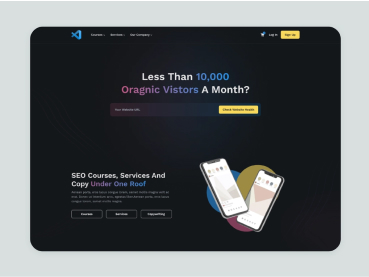 Courses Services Our Company Log In Sign Up
Less Than 10,000
Oragnic Vistors A Month?
Your Website URL Check Website Health
SEO Courses, Services And
Copy Under One Roof
Courses Services Copywriting